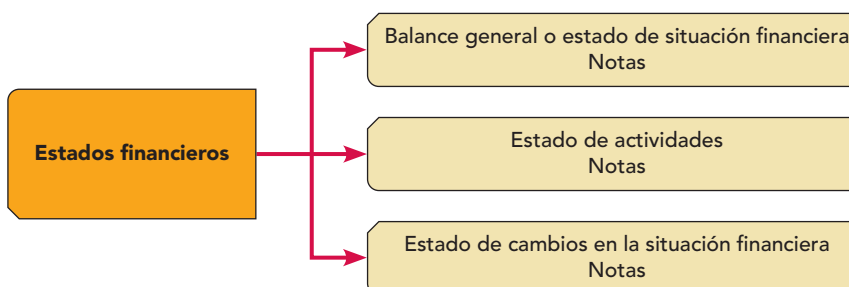 Estados financieros
Balance general o estado de situación financiera
Notas
Estado de actividades
Notas
Estado de cambios en la situación financiera
Notas